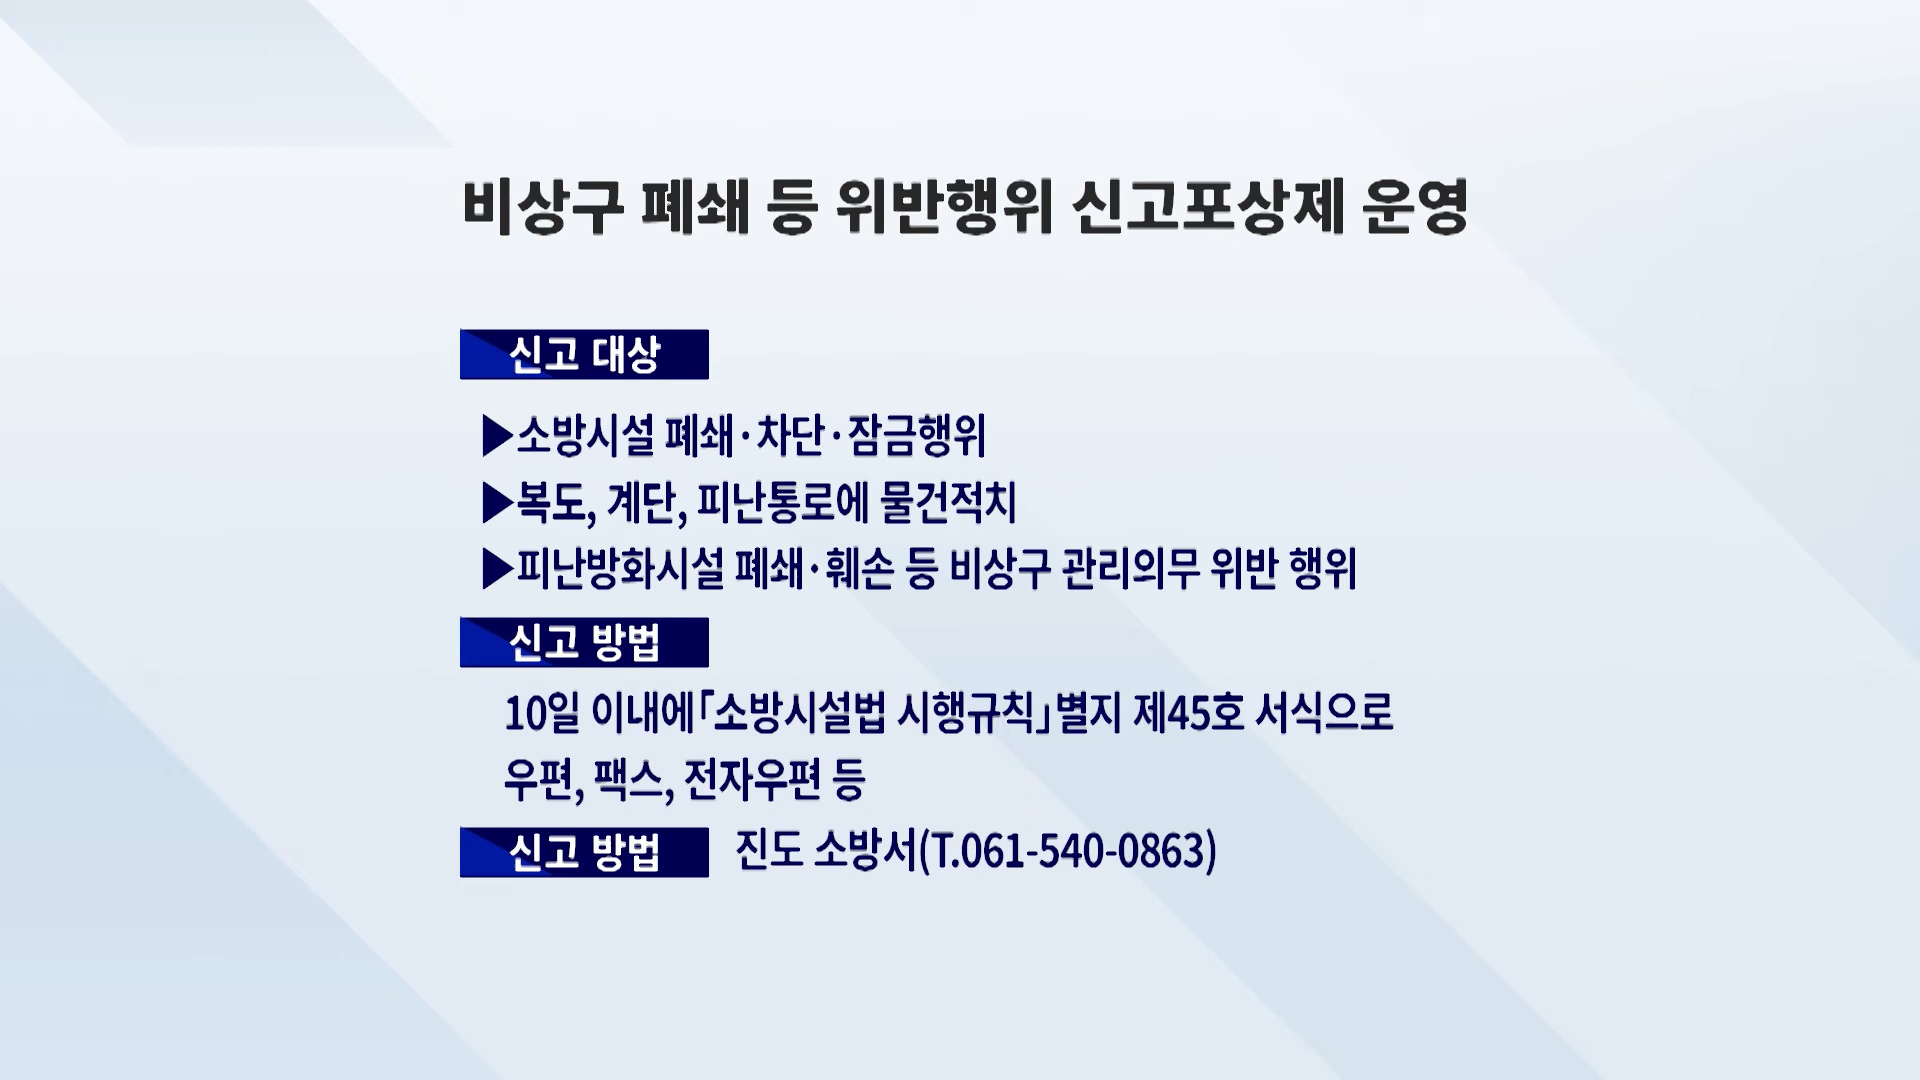 비상구 폐쇄 등 위반행위 신고포상제 운영
신고 대상
▶소방시설 폐쇄·차단·잠금행위
▶복도, 계단, 피난통로에 물건적치
▶피난방화시설 폐쇄·훼손 등 비상구 관리의무 위반 행위
신고 방법
10일 이내에「소방시설법 시행규칙」별지 제45호 서식으로
우편, 팩스, 전자우편 등
신고 방법 진도 소방서(T.061-540-0863)